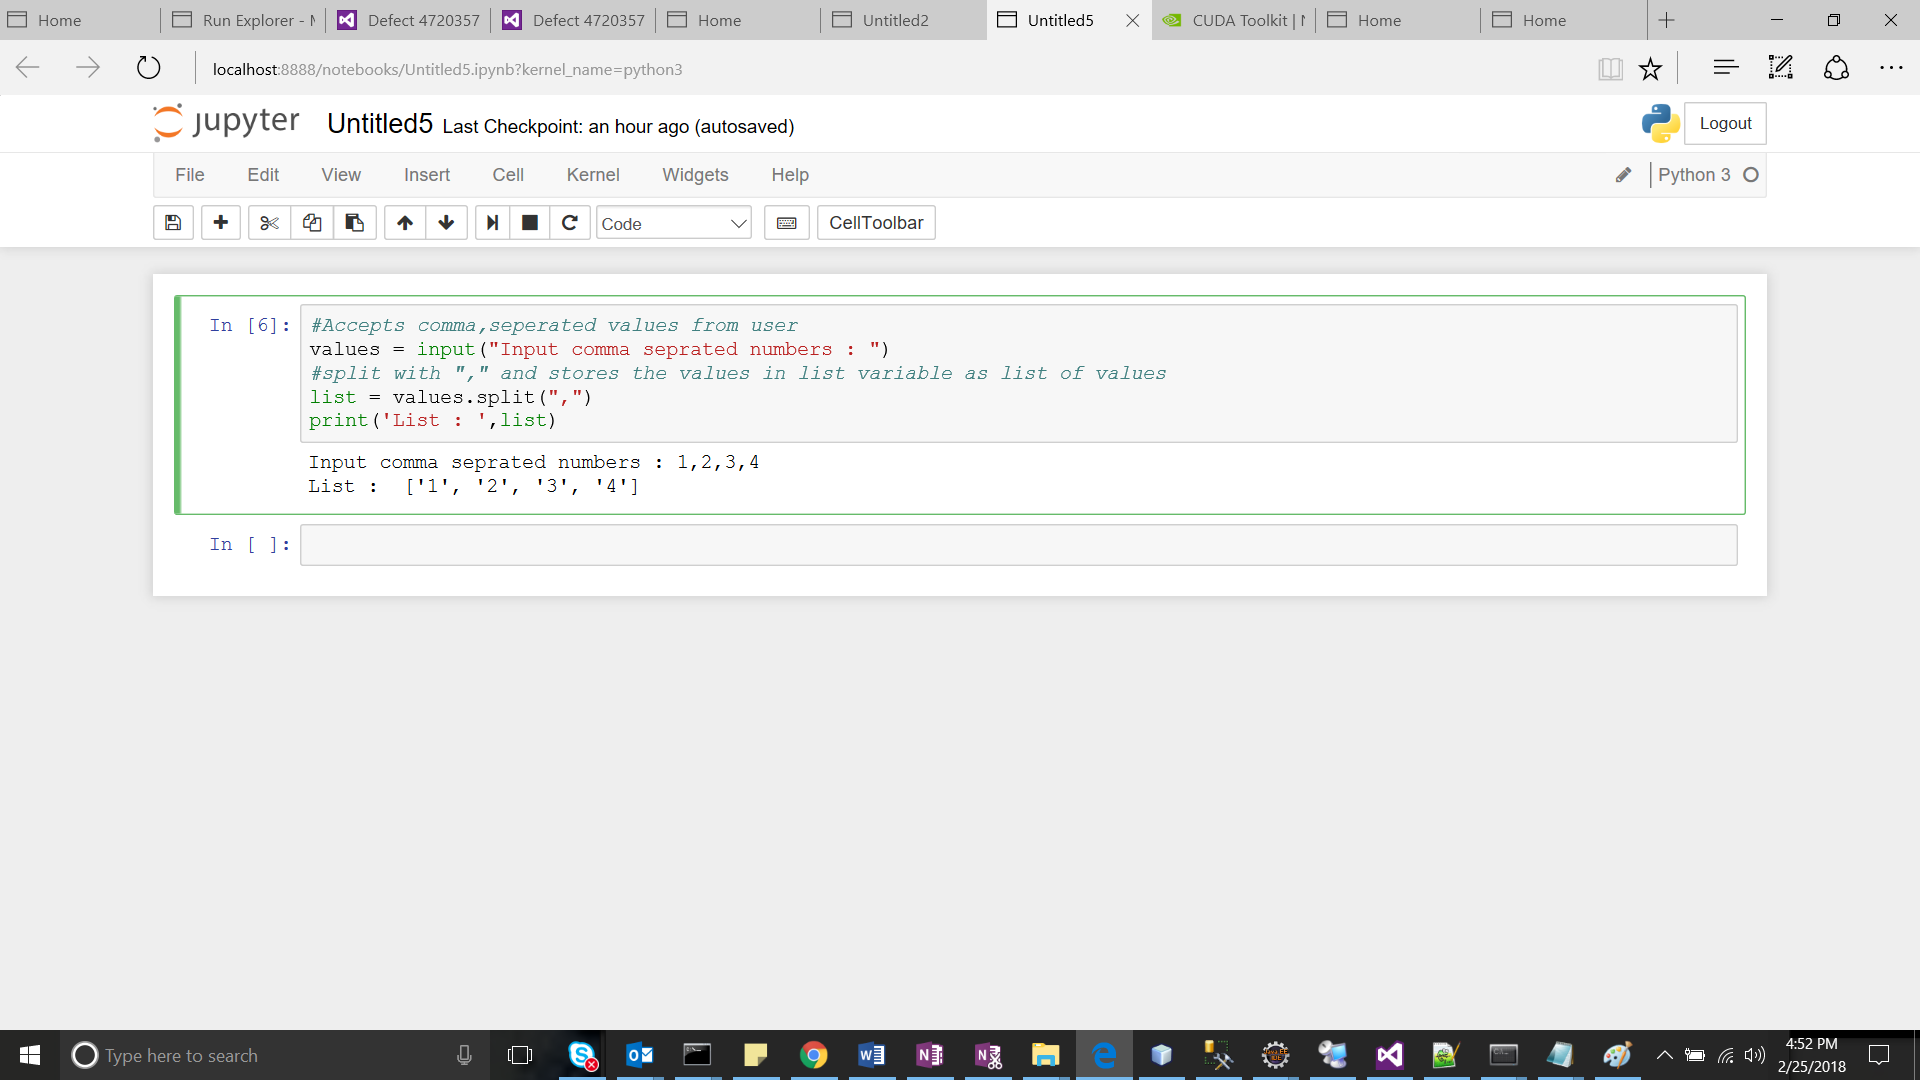 Home
Run Explorer - M
Defect 4720357
Defect 4720357
Home
Untitled2
Untitled5
CUDA Toolkit | N
Home
Home
localhost:8888/notebooks/Untitled5.ipynb?kernel_name=python3
jupyter Untitled5 Last Checkpoint: an hour ago (autosaved)
Logout
File Edit View Insert Cell Kernel Widgets Help
Python 3
Code
CellToolbar
In [6]: #Accepts comma,seperated values from user
values = input("Input comma seprated numbers : ")
#split with "," and stores the values in list variable as list of values
list = values.split(",")
print('List : ',list)
Input comma seprated numbers : 1,2,3,4
List :  ['1', '2', '3', '4']
In [ ]:
Type here to search
4:52 PM
2/25/2018